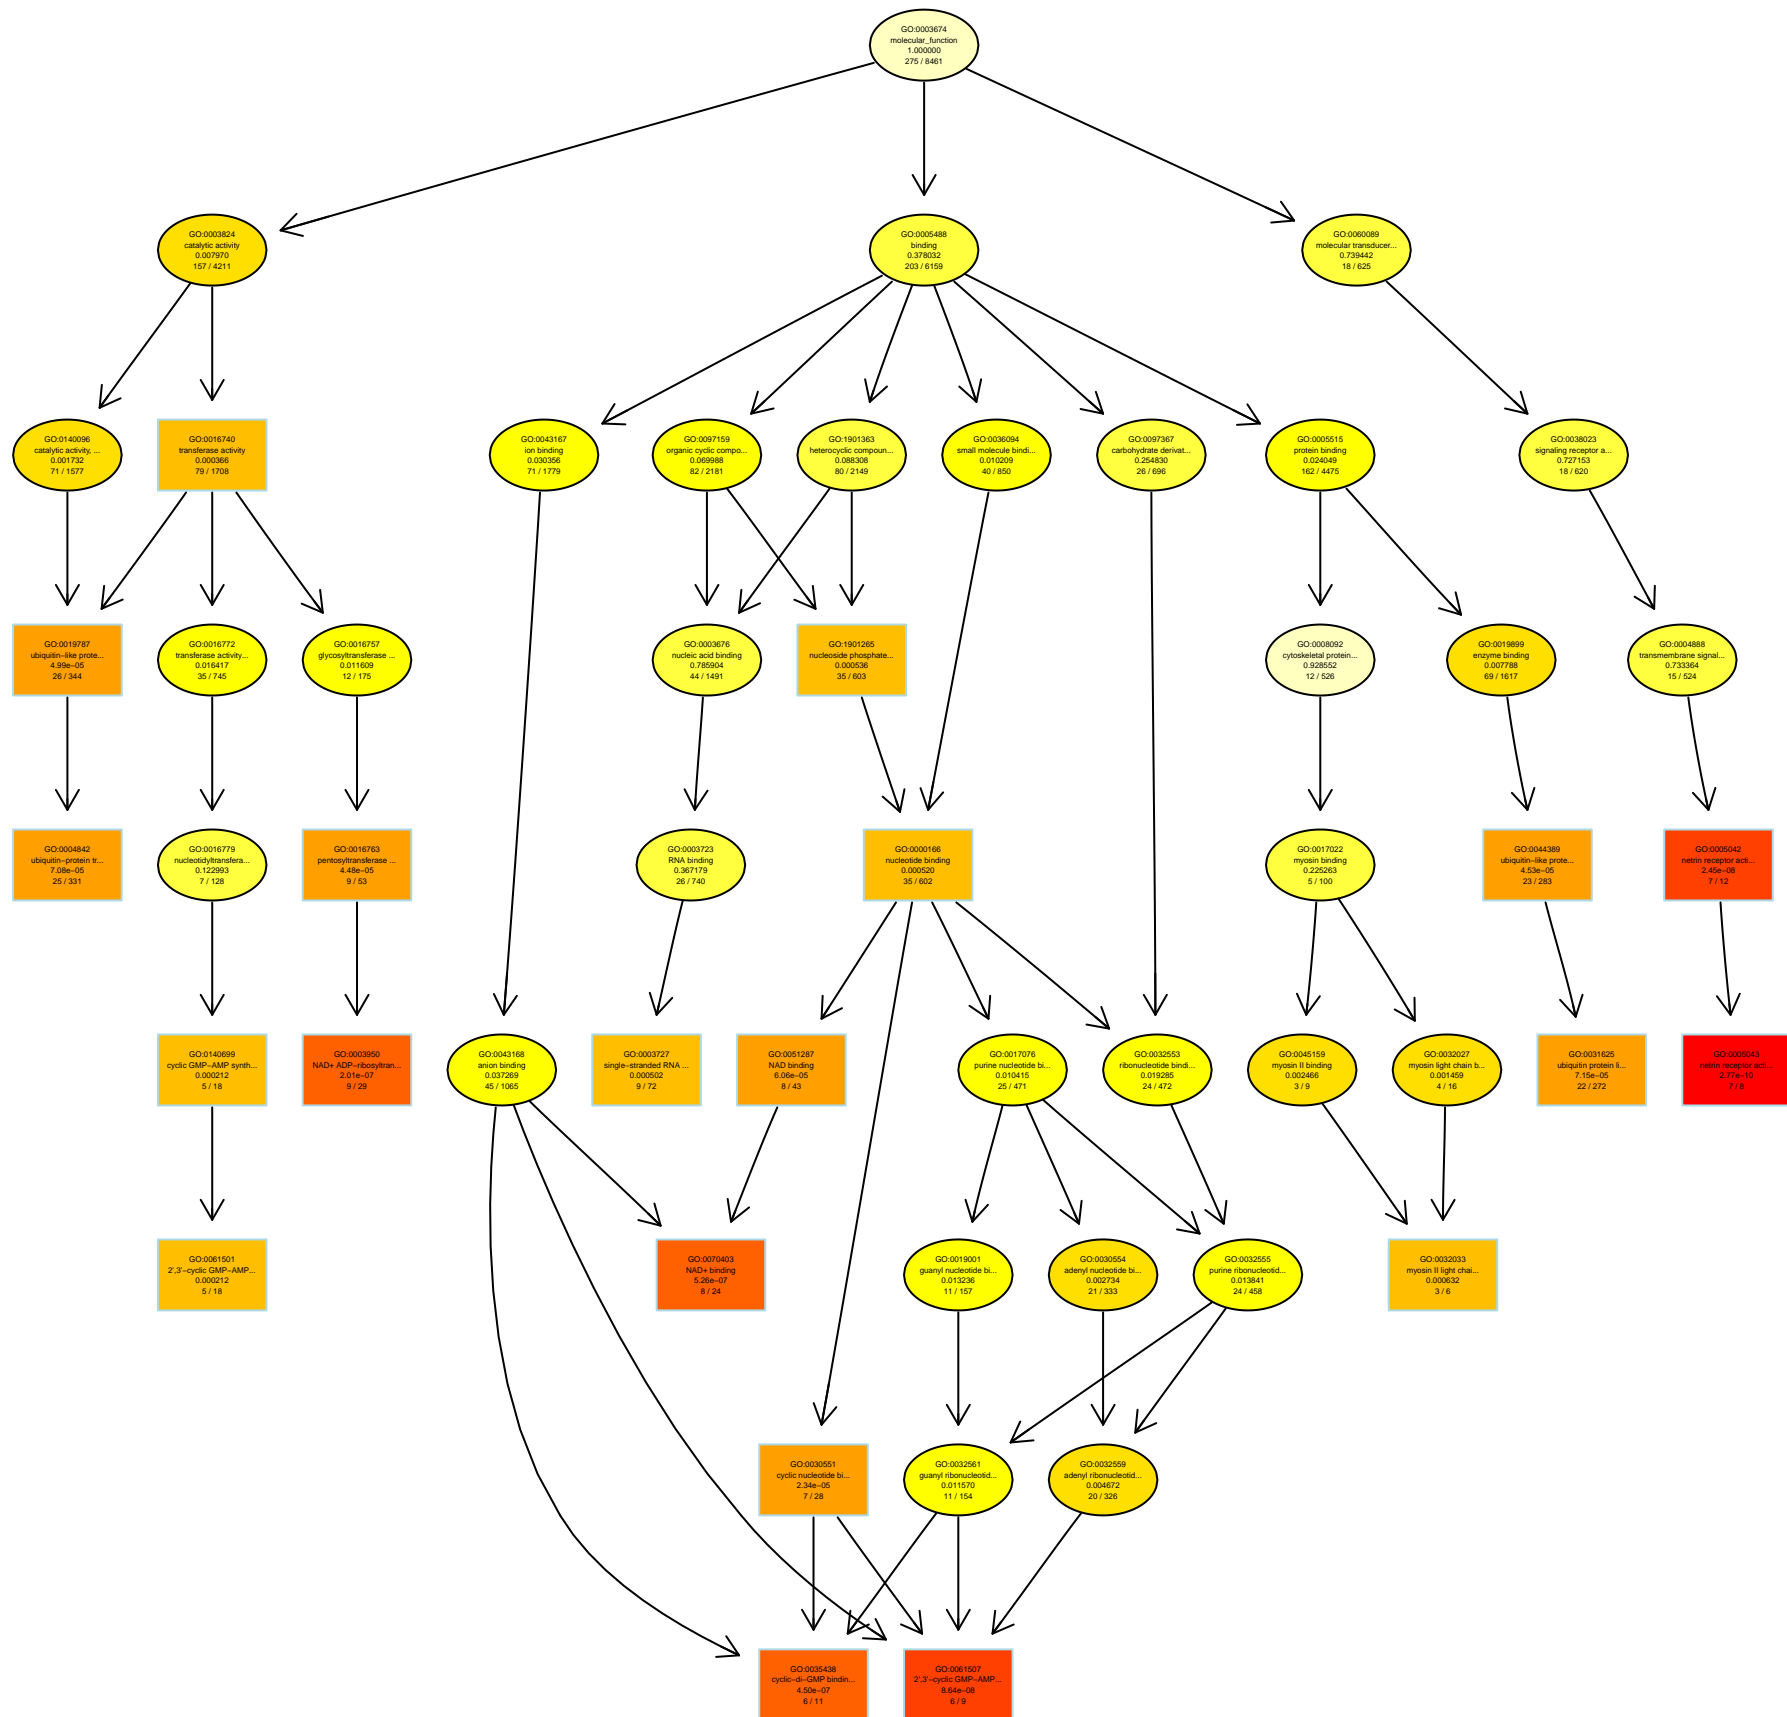 GO:0003674
molecular_function
1.000000
275 / 8461
GO:0003824
catalytic activity
0.007970
157 / 4211
GO:0005488
binding
0.378032
203 / 6159
GO:0060089
molecular transducer...
0.739442
18 / 625
GO:0140096
catalytic activity, ...
0.001732
71 / 1577
GO:0016740
transferase activity
0.000366
79 / 1708
GO:0043167
ion binding
0.030356
71 / 1779
GO:0097159
organic cyclic compo...
0.069988
82 / 2181
GO:1901363
heterocyclic compoun...
0.088308
80 / 2149
GO:0036094
small molecule bindi...
0.010209
40 / 850
GO:0097367
carbohydrate derivat...
0.254830
26 / 696
GO:0005515
protein binding
0.024049
162 / 4475
GO:0038023
signaling receptor a...
0.727153
18 / 620
GO:0019787
ubiquitin−like prote...
4.99e−05
26 / 344
GO:0016772
transferase activity...
0.016417
35 / 745
GO:0016757
glycosyltransferase ...
0.011609
12 / 175
GO:0003676
nucleic acid binding
0.785904
44 / 1491
GO:1901265
nucleoside phosphate...
0.000536
35 / 603
GO:0008092
cytoskeletal protein...
0.928552
12 / 526
GO:0019899
enzyme binding
0.007788
69 / 1617
GO:0004888
transmembrane signal...
0.733364
15 / 524
GO:0004842
ubiquitin−protein tr...
7.08e−05
25 / 331
GO:0016779
nucleotidyltransfera...
0.122993
7 / 128
GO:0016763
pentosyltransferase ...
4.48e−05
9 / 53
GO:0003723
RNA binding
0.367179
26 / 740
GO:0000166
nucleotide binding
0.000520
35 / 602
GO:0017022
myosin binding
0.225263
5 / 100
GO:0044389
ubiquitin−like prote...
4.53e−05
23 / 283
GO:0005042
netrin receptor acti...
2.45e−08
7 / 12
GO:0140699
cyclic GMP−AMP synth...
0.000212
5 / 18
GO:0003950
NAD+ ADP−ribosyltran...
2.01e−07
9 / 29
GO:0043168
anion binding
0.037269
45 / 1065
GO:0003727
single−stranded RNA ...
0.000502
9 / 72
GO:0051287
NAD binding
6.06e−05
8 / 43
GO:0017076
purine nucleotide bi...
0.010415
25 / 471
GO:0032553
ribonucleotide bindi...
0.019285
24 / 472
GO:0045159
myosin II binding
0.002466
3 / 9
GO:0032027
myosin light chain b...
0.001459
4 / 16
GO:0031625
ubiquitin protein li...
7.15e−05
22 / 272
GO:0005043
netrin receptor acti...
2.77e−10
7 / 8
GO:0061501
2',3'−cyclic GMP−AMP...
0.000212
5 / 18
GO:0070403
NAD+ binding
5.26e−07
8 / 24
GO:0019001
guanyl nucleotide bi...
0.013236
11 / 157
GO:0030554
adenyl nucleotide bi...
0.002734
21 / 333
GO:0032555
purine ribonucleotid...
0.013841
24 / 458
GO:0032033
myosin II light chai...
0.000632
3 / 6
GO:0030551
cyclic nucleotide bi...
2.34e−05
7 / 28
GO:0032561
guanyl ribonucleotid...
0.011570
11 / 154
GO:0032559
adenyl ribonucleotid...
0.004672
20 / 326
GO:0035438
cyclic−di−GMP bindin...
4.50e−07
6 / 11
GO:0061507
2',3'−cyclic GMP−AMP...
8.64e−08
6 / 9